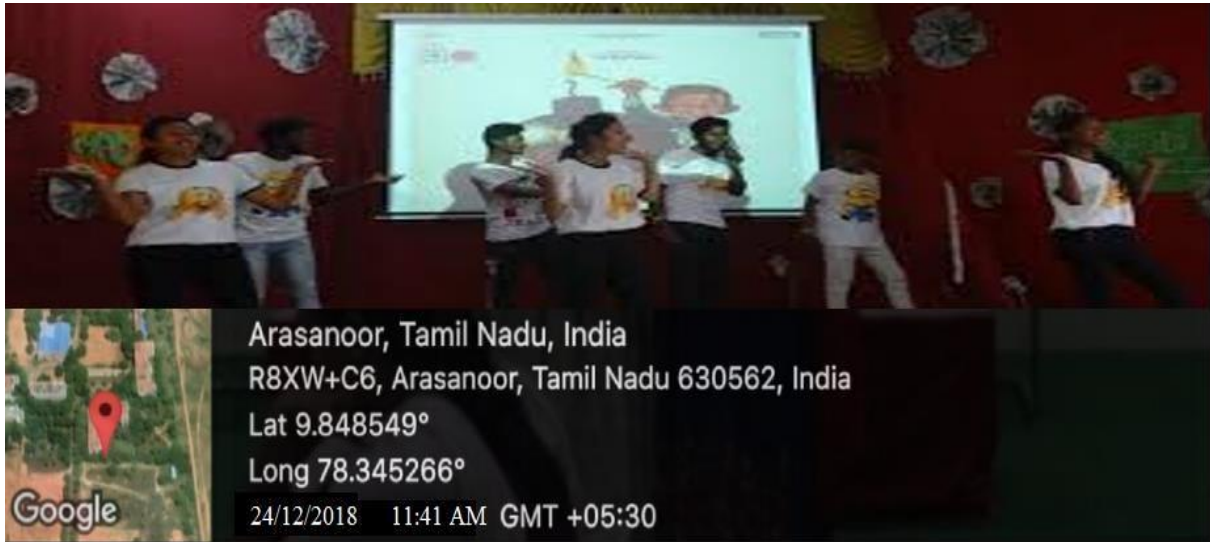 Arasanoor, Tamil Nadu, India
R8XW+C6, Arasanoor, Tamil Nadu 630562, India
Lat 9.848549°
Long 78.345266°
24/12/2018 11:41 AM GMT +05:30
Google